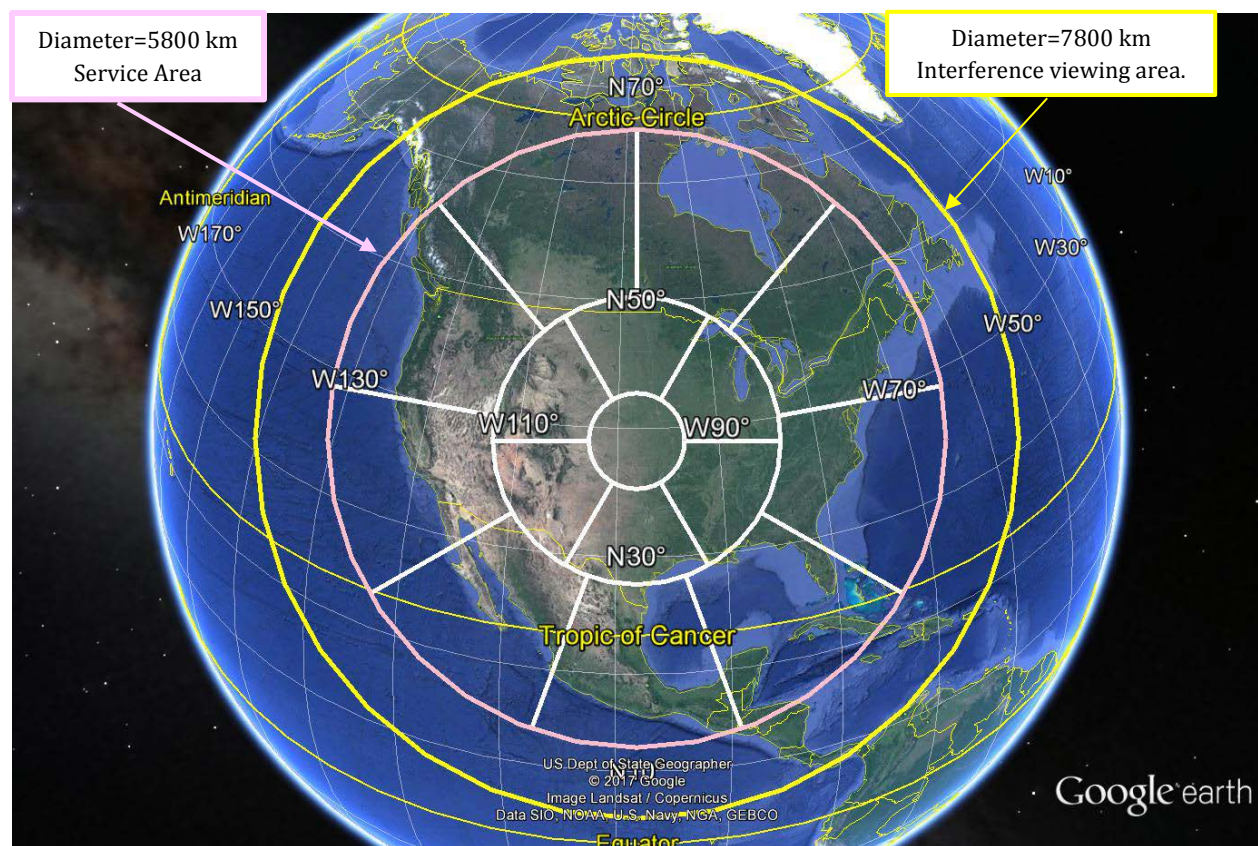 Diameter=5800 km
Service Area
Diameter=7800 km
Interference viewing area.
N70°
Arctic Circle
W10°
Antimeridian
W170°
W30°
W150°
N50°
W50°
W130°
W70°
W110°
W90°
N30°
Tropic of Cancer
US Dept of State Geographer
N10°
© 2017 Google
Image Landsat / Copernicus
Data SIO, NOAA, U.S. Navy, NGA, GEBCO
Google earth
Equator